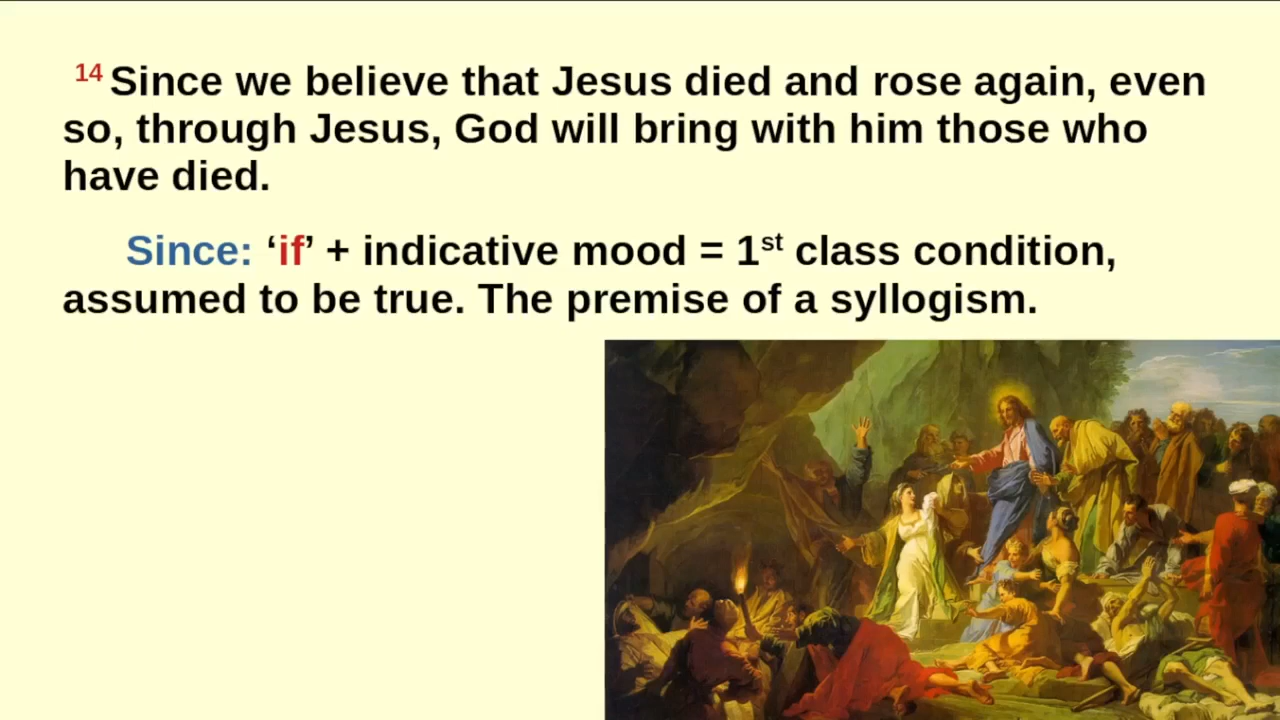 14 Since we believe that Jesus died and rose again, even
so, through Jesus, God will bring with him those who
have died.
Since: ‘if’ + indicative mood = 1st class condition,
assumed to be true. The premise of a syllogism.